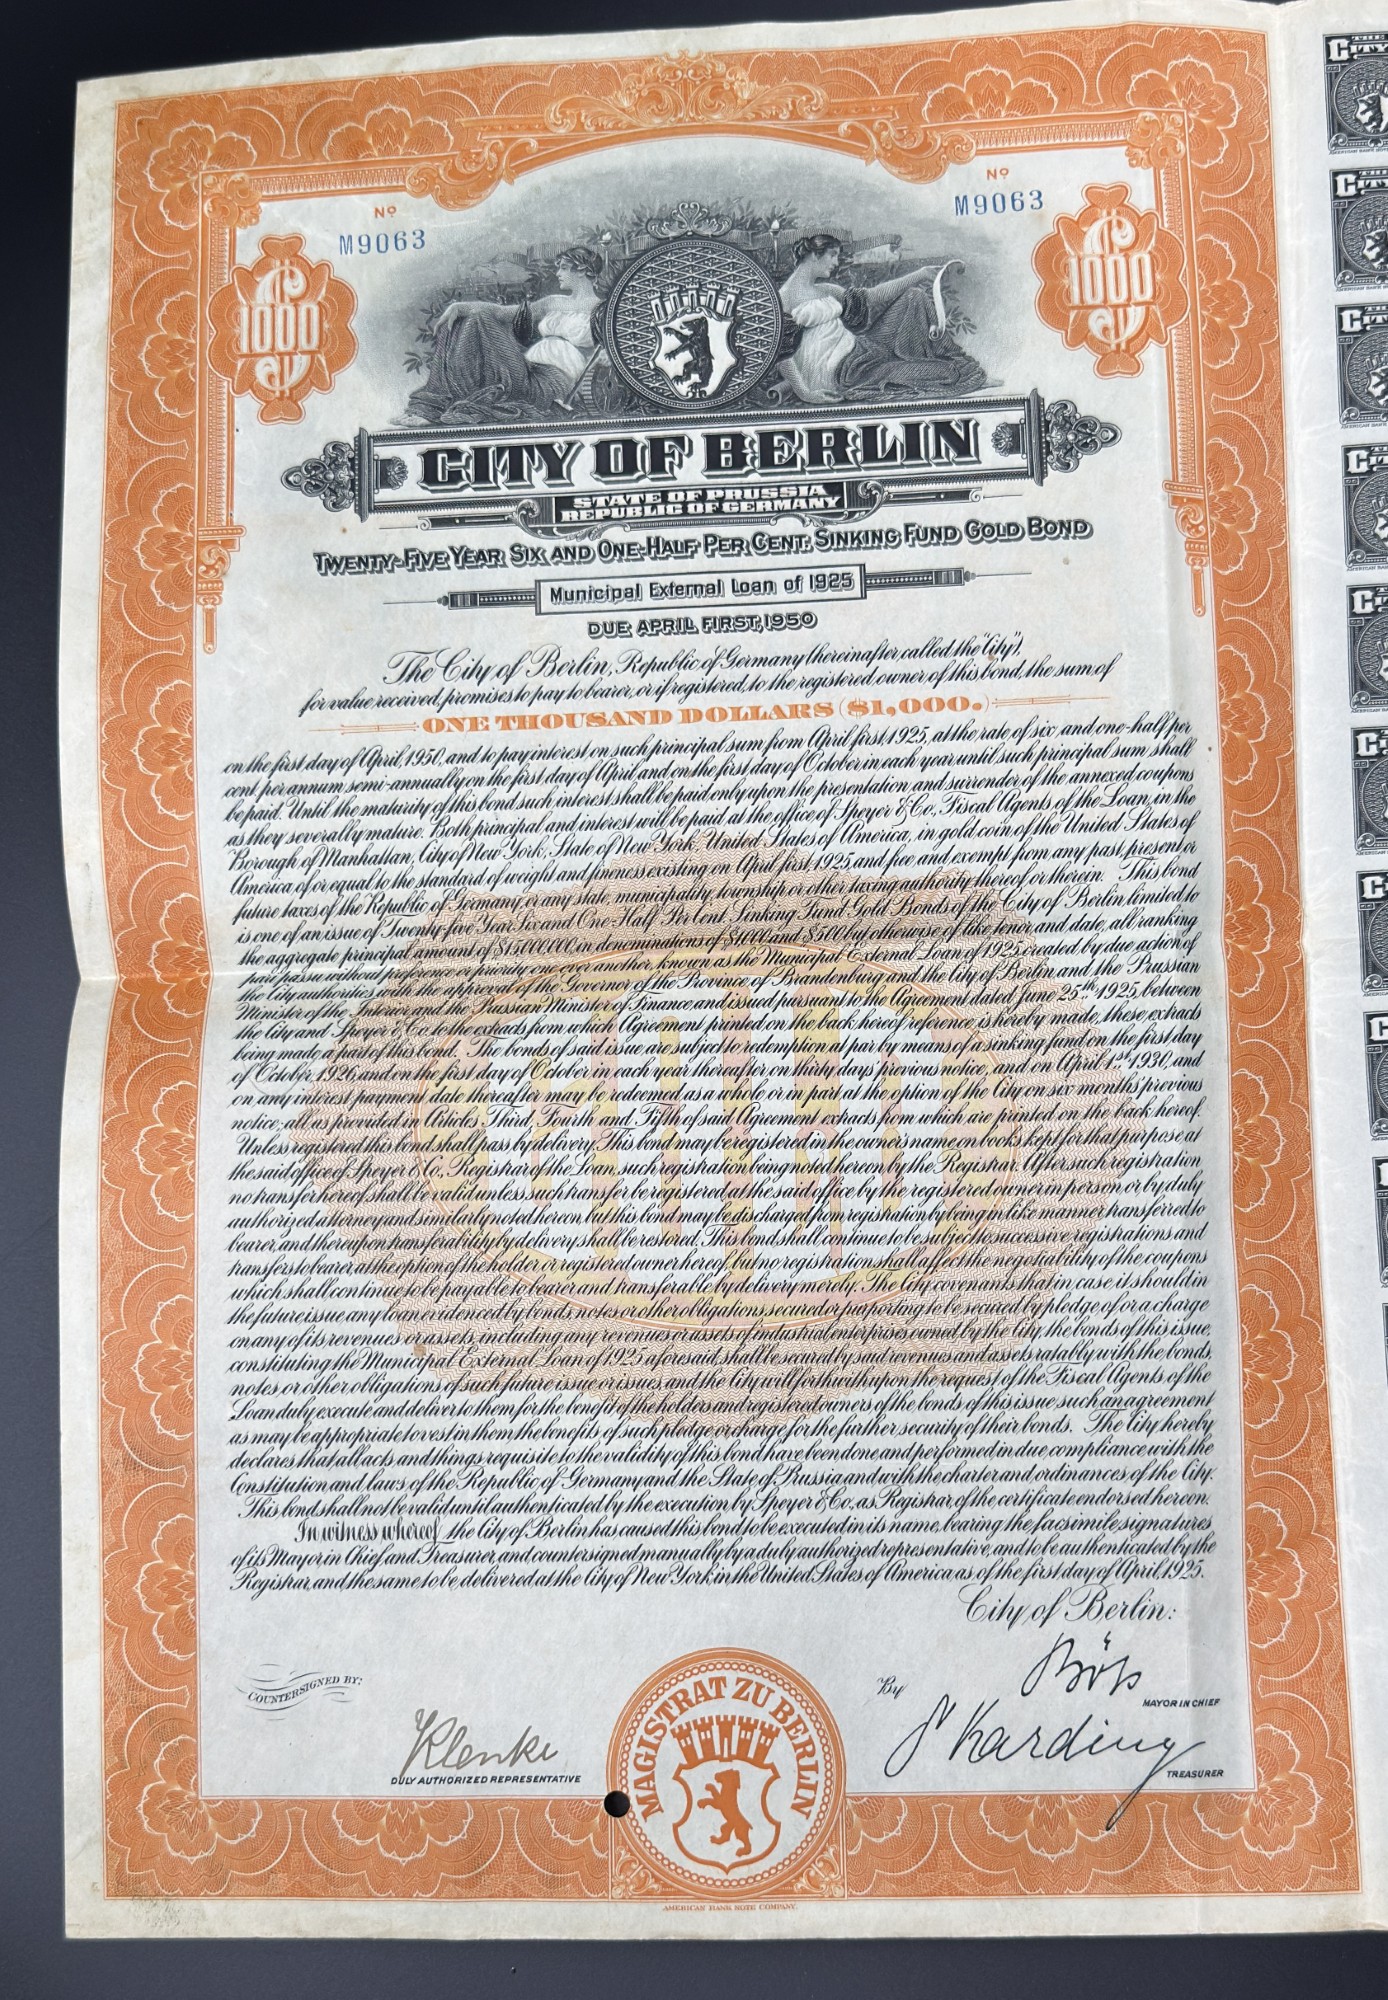 Nº
M9063
Nº
M9063
1000
1000
CITY OF BERLIN
STATE OF PRUSSIA
REPUBLIC OF GERMANY
TWENTY-FIVE YEAR SIX AND ONE-HALF PER CENT. SINKING FUND GOLD BOND
Municipal External Loan of 1925
DUE APRIL FIRST, 1950
The City of Berlin, Republic of Germany (hereinafter called the "City"),
for value received, promises to pay to bearer, or if registered, to the registered owner of this bond, the sum of
ONE THOUSAND DOLLARS ($1,000.)
on the first day of April, 1950, and to pay interest on such principal sum from April first, 1925, at the rate of six and one-half per
cent. per annum semi-annually on the first day of April and on the first day of October in each year until such principal sum shall
be paid. Until the maturity of this bond such interest shall be paid only upon the presentation and surrender of the annexed coupons
as they severally mature. Both principal and interest will be paid at the office of Speyer & Co., Fiscal Agents of the Loan, in the
Borough of Manhattan, City of New York, State of New York, United States of America, in gold coin of the United States of
America of or equal to the standard of weight and fineness existing on April first, 1925, and free and exempt from any past, present or
future taxes of the Republic of Germany, or any state, municipality, township or other taxing authority thereof or therein. This bond
is one of an issue of Twenty-five Year Six and One-Half Per Cent. Sinking Fund Gold Bonds of the City of Berlin limited to
the aggregate principal amount of $15,000,000 in denominations of $1000 and $500 but otherwise of like tenor and date, all ranking
pari passu without preference or priority one over another, known as the Municipal External Loan of 1925, created by due action of
the City authorities with the approval of the Governor of the Province of Brandenburg and the City of Berlin and the Prussian
Minister of the Interior and the Prussian Minister of Finance and issued pursuant to the Agreement dated June 25th, 1925, between
the City and Speyer & Co. to the extracts from which Agreement printed on the back hereof reference is hereby made, these extracts
being made a part of this bond. The bonds of said issue are subject to redemption at par by means of a sinking fund on the first day
of October, 1926, and on the first day of October in each year thereafter on thirty days' previous notice, and on April 1st, 1930, and
on any interest payment date thereafter may be redeemed as a whole or in part at the option of the City on six months' previous
notice; all as provided in Articles Third, Fourth and Fifth of said Agreement extracts from which are printed on the back hereof.
Unless registered this bond shall pass by delivery. This bond may be registered in the owner's name on books kept for that purpose at
the said office of Speyer & Co., Registrar of the Loan, such registration being noted hereon by the Registrar. After such registration
no transfer hereof shall be valid unless such transfer be registered at the said office by the registered owner in person or by duly
authorized attorney and similarly noted hereon, but this bond may be discharged from registration by being in like manner transferred to
bearer, and thereupon transferability by delivery shall be restored. This bond shall continue to be subject to successive registrations and
transfers to bearer at the option of the holder or registered owner hereof, but no registration shall affect the negotiability of the coupons
which shall continue to be payable to bearer and transferable by delivery merely. The City covenants that in case it should in
the future issue any loan evidenced by bonds, notes or other obligations, secured or purporting to be secured by pledge of or a charge
on any of its revenues or assets, including any revenues or assets of industrial enterprises owned by the City, the bonds of this issue,
constituting the Municipal External Loan of 1925 aforesaid, shall be secured by said revenues and assets ratably with the bonds,
notes, or other obligations of such future issue or issues, and the City will forthwith upon the request of the Fiscal Agents of the
Loan duly execute and deliver to them for the benefit of the holders and registered owners of the bonds of this issue, such an agreement
as may be appropriate to vest in them the benefits of such pledge or charge for the further security of their bonds. The City hereby
declares that all acts and things requisite to the validity of this bond have been done and performed in due compliance with the
Constitution and laws of the Republic of Germany and the State of Prussia and with the charter and ordinances of the City.
This bond shall not be valid until authenticated by the execution by Speyer & Co., as Registrar of the certificate endorsed hereon.
In witness whereof the City of Berlin has caused this bond to be executed in its name, bearing the facsimile signatures
of its Mayor in Chief and Treasurer, and countersigned manually by a duly authorized representative, and to be authenticated by the
Registrar, and the same to be delivered at the City of New York in the United States of America as of the first day of April, 1925.
City of Berlin:
COUNTERSIGNED BY:
Klenke
DULY AUTHORIZED REPRESENTATIVE
By
Böß
MAYOR IN CHIEF
Karding
TREASURER
MAGISTRAT ZU BERLIN
AMERICAN BANK NOTE COMPANY.